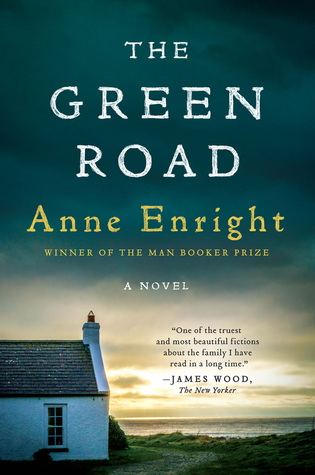 THE
GREEN
ROAD
Anne Enright
WINNER OF THE MAN BOOKER PRIZE
A NOVEL
“One of the truest
and most beautiful fictions
about the family I have
read in a long time.”
—JAMES WOOD,
The New Yorker